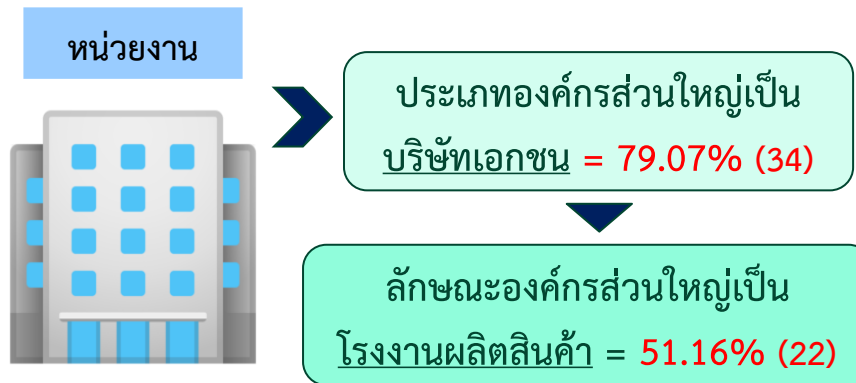 หน่วยงาน
ประเภทองค์กรส่วนใหญ่เป็น
บริษัทเอกชน = 79.07% (34)
ลักษณะองค์กรส่วนใหญ่เป็น
โรงงานผลิตสินค้า = 51.16% (22)